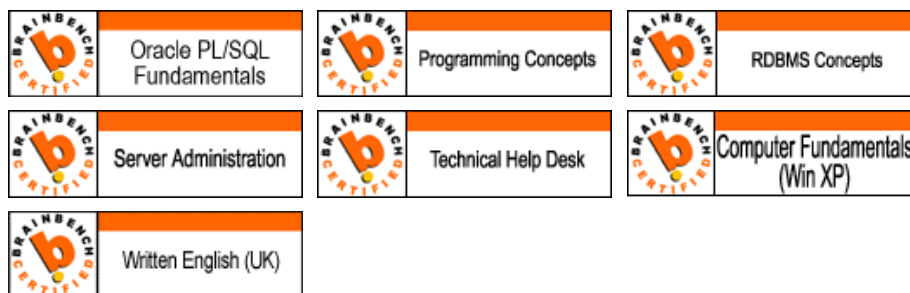 BRAINBENCH CERTIFIED
Oracle PL/SQL
Fundamentals
BRAINBENCH CERTIFIED
Programming Concepts
BRAINBENCH CERTIFIED
RDBMS Concepts
BRAINBENCH CERTIFIED
Server Administration
BRAINBENCH CERTIFIED
Technical Help Desk
BRAINBENCH CERTIFIED
Computer Fundamentals
(Win XP)
BRAINBENCH CERTIFIED
Written English (UK)